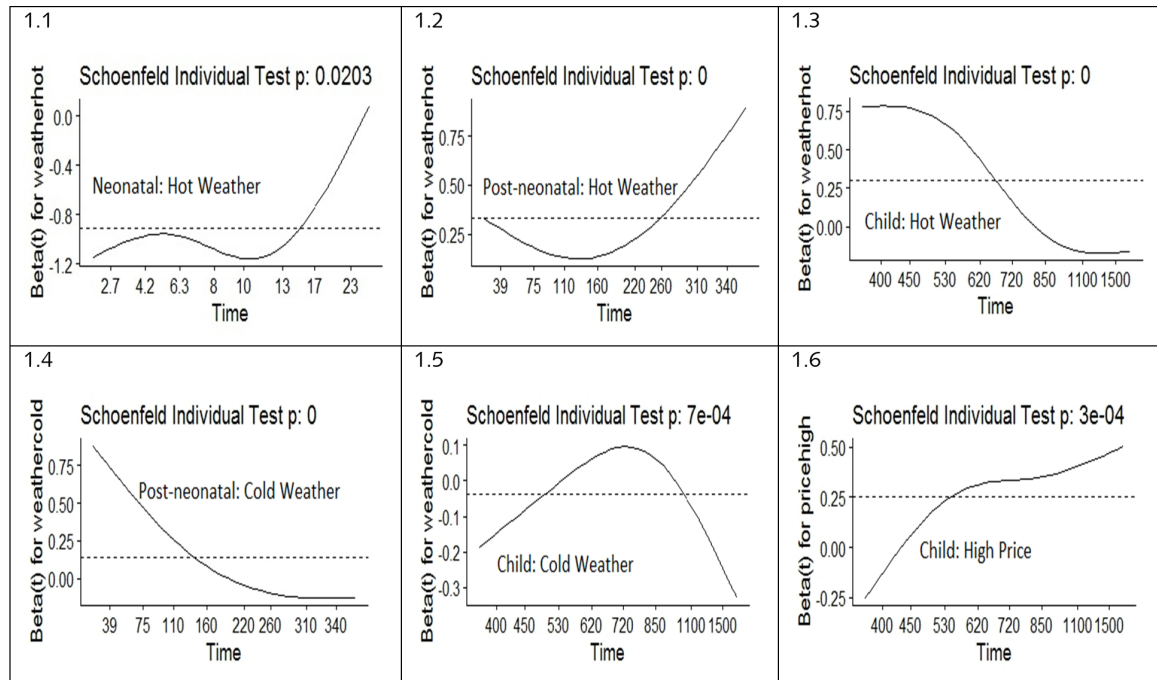 1.1
Schoenfeld Individual Test p: 0.0203
Beta(t) for weatherhot
0.0
-0.4
-0.8
-1.2
Neonatal: Hot Weather
2.7 4.2 6.3 8 10 13 17 23
Time
1.2
Schoenfeld Individual Test p: 0
Beta(t) for weatherhot
0.75
0.50
0.25
Post-neonatal: Hot Weather
39 75 110 160 220 260 310 340
Time
1.3
Schoenfeld Individual Test p: 0
Beta(t) for weatherhot
0.75
0.50
0.25
0.00
Child: Hot Weather
400 450 530 620 720 850 1100 1500
Time
1.4
Schoenfeld Individual Test p: 0
Beta(t) for weathercold
0.75
0.50
0.25
0.00
Post-neonatal: Cold Weather
39 75 110 160 220 260 310 340
Time
1.5
Schoenfeld Individual Test p: 7e-04
Beta(t) for weathercold
0.1
0.0
-0.1
-0.2
-0.3
Child: Cold Weather
400 450 530 620 720 850 1100 1500
Time
1.6
Schoenfeld Individual Test p: 3e-04
Beta(t) for pricehigh
0.50
0.25
0.00
-0.25
Child: High Price
400 450 530 620 720 850 1100 1500
Time